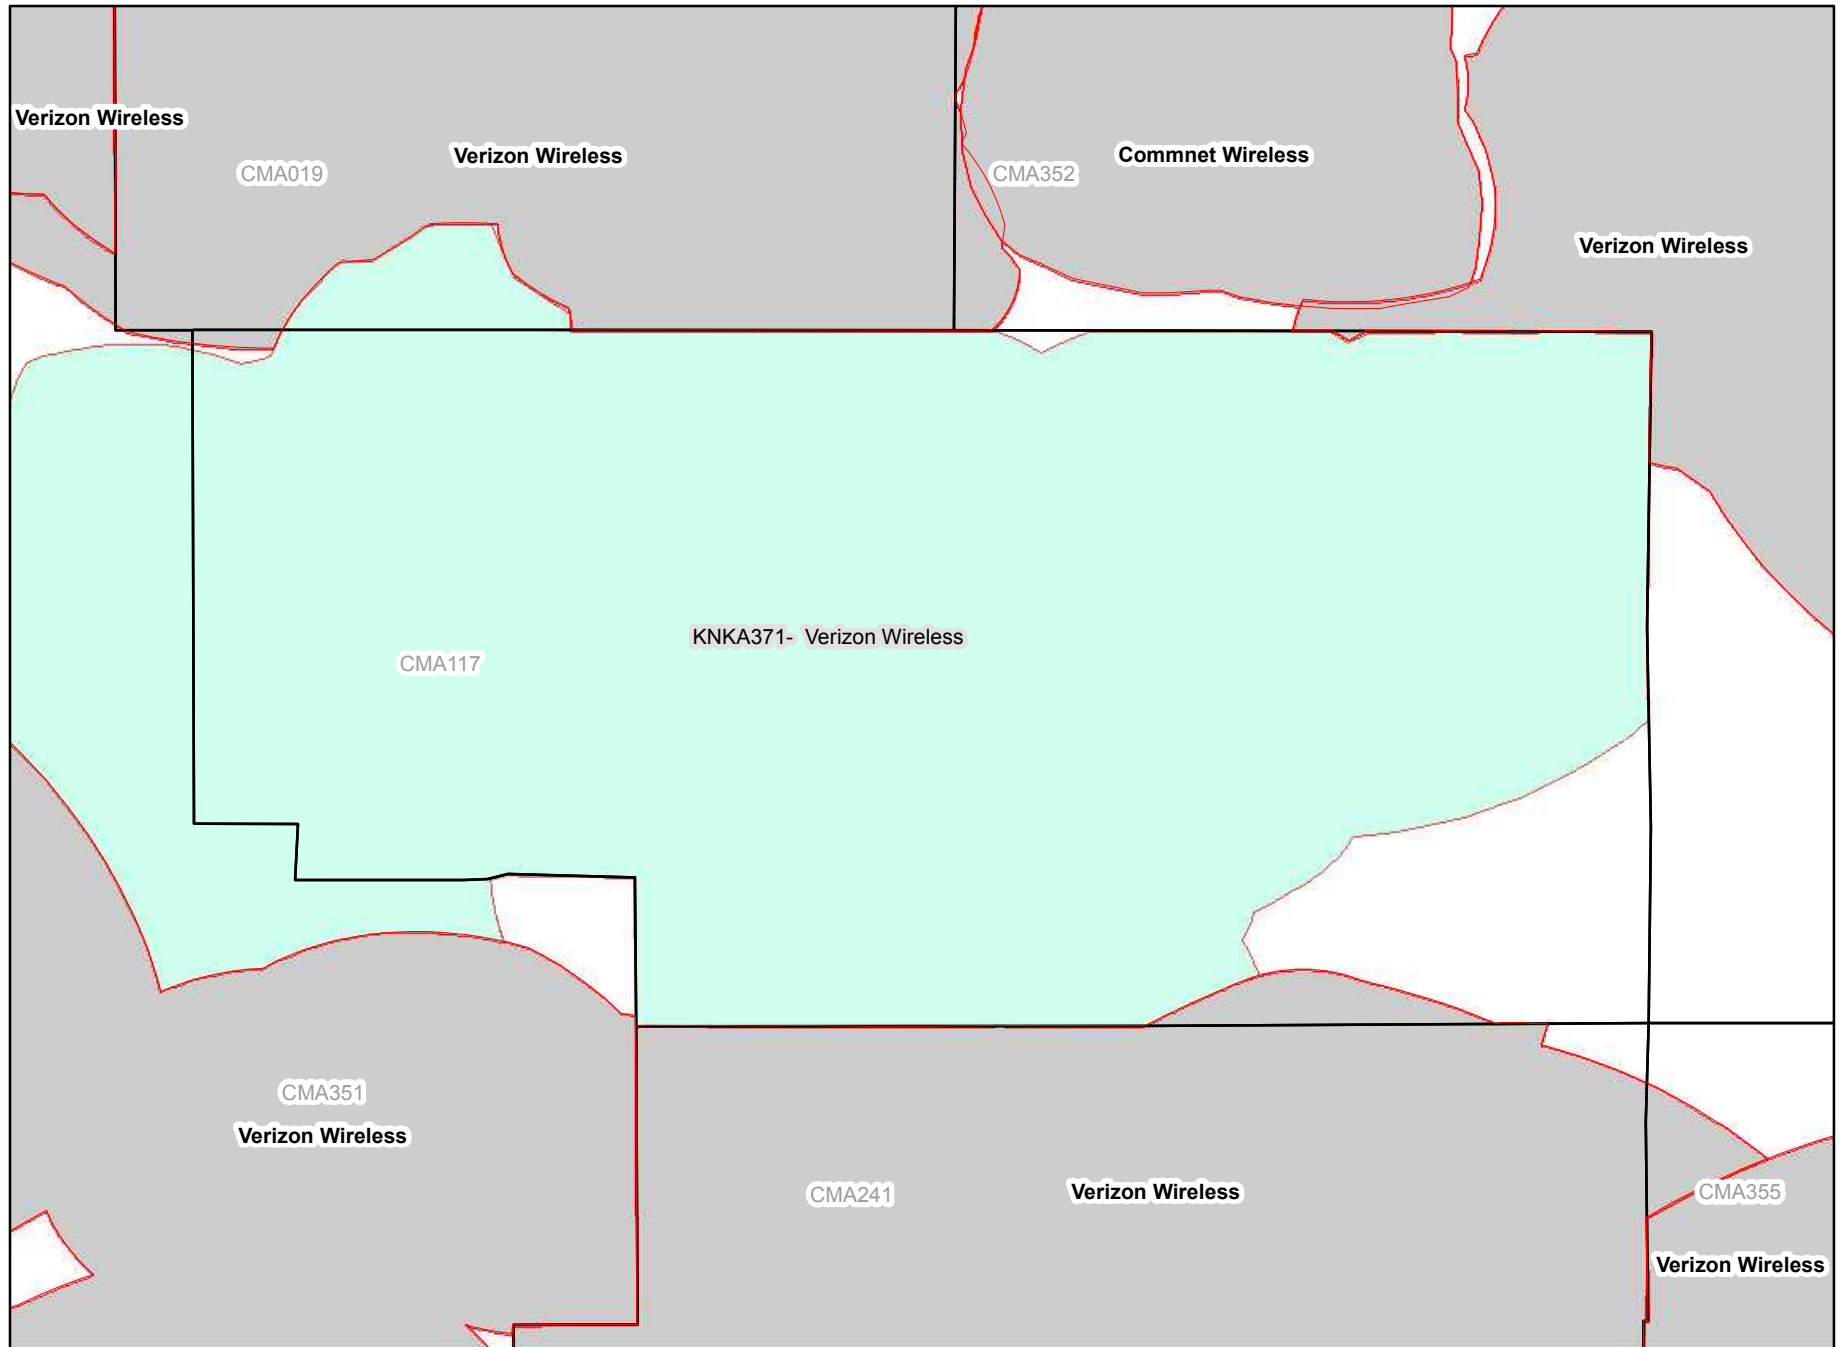 Verizon Wireless
Verizon Wireless
Commnet Wireless
CMA019
CMA352
Verizon Wireless
KNKA371-  Verizon Wireless
CMA117
CMA351
Verizon Wireless
CMA241
Verizon Wireless
CMA355
Verizon Wireless